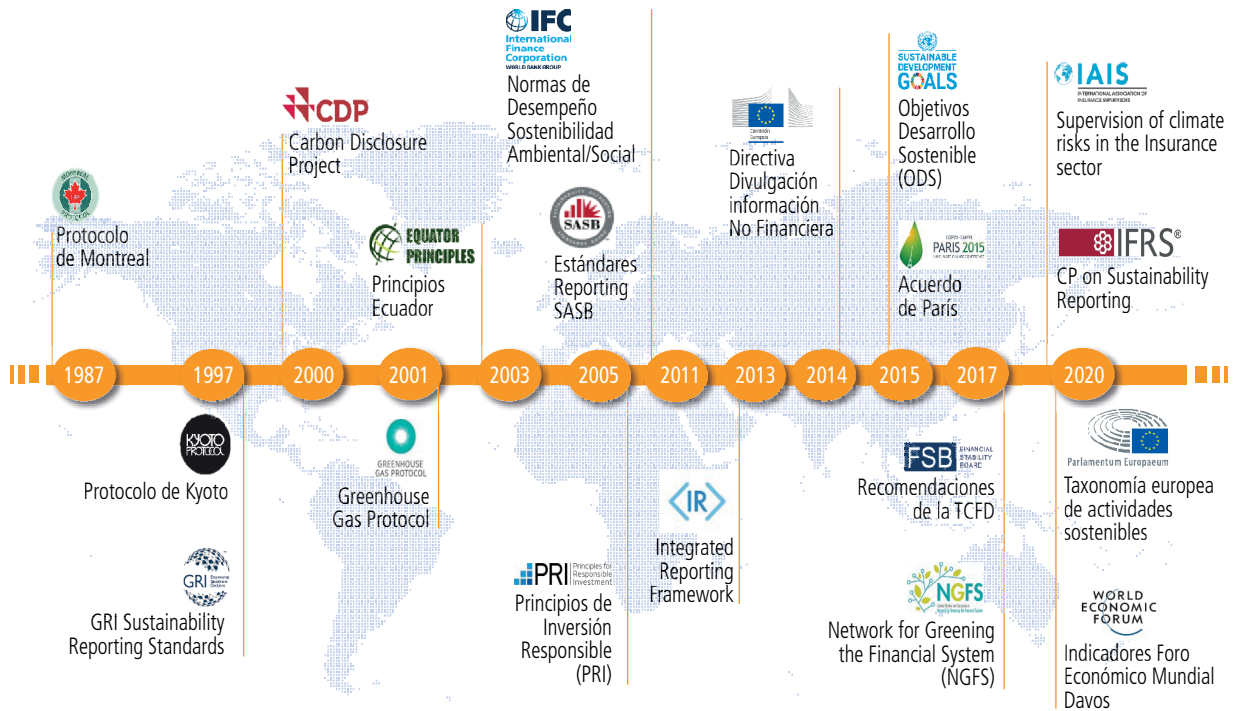 IFC
International
Finance
Corporation
WORLD BANK GROUP
Normas de
Desempeño
Sostenibilidad
Ambiental/Social
SUSTAINABLE
DEVELOPMENT
GOALS
Objetivos
Desarrollo
Sostenible
(ODS)
IAIS
INTERNATIONAL ASSOCIATION OF
INSURANCE SUPERVISORS
Supervision of climate
risks in the Insurance
sector
CDP
Carbon Disclosure
Project
Comisión
Europea
Directiva
Divulgación
información
No Financiera
MONTREAL
PROTOCOL
Protocolo
de Montreal
EQUATOR
PRINCIPLES
Principios
Ecuador
SASB
Estándares
Reporting
SASB
PARIS 2015
Acuerdo
de París
IFRS®
CP on Sustainability
Reporting
1987
1997
2000
2001
2003
2005
2011
2013
2014
2015
2017
2020
KYOTO
PROTOCOL
Protocolo de Kyoto
GREENHOUSE
GAS PROTOCOL
Greenhouse
Gas Protocol
IR
Integrated
Reporting
Framework
FSB
FINANCIAL
STABILITY
BOARD
Recomendaciones
de la TCFD
Parlamentum Europaeum
Taxonomía europea
de actividades
sostenibles
GRI
GRI Sustainability
Reporting Standards
PRI
Principles for
Responsible
Investment
Principios de
Inversión
Responsible
(PRI)
NGFS
Network for Greening
the Financial System
(NGFS)
WORLD
ECONOMIC
FORUM
Indicadores Foro
Económico Mundial
Davos